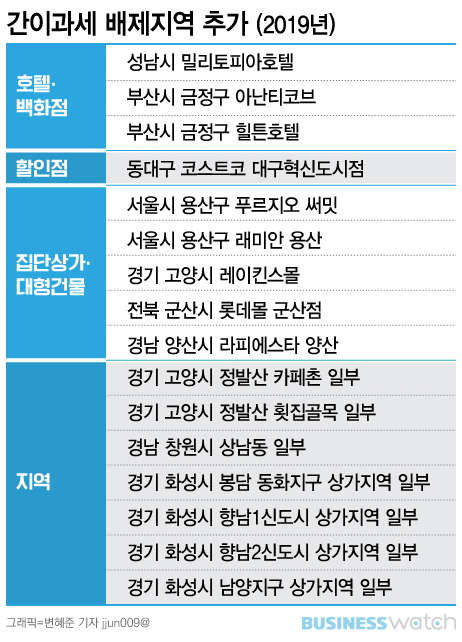 간이과세 배제지역 추가 (2019년)
호텔·
백화점
성남시 밀리토피아호텔
부산시 금정구 아난티코브
부산시 금정구 힐튼호텔
할인점
동대구 코스트코 대구혁신도시점
집단상가·
대형건물
서울시 용산구 푸르지오 써밋
서울시 용산구 래미안 용산
경기 고양시 레이킨스몰
전북 군산시 롯데몰 군산점
경남 양산시 라피에스타 양산
지역
경기 고양시 정발산 카페촌 일부
경기 고양시 정발산 횟집골목 일부
경남 창원시 상남동 일부
경기 화성시 봉담 동화지구 상가지역 일부
경기 화성시 향남1신도시 상가지역 일부
경기 화성시 향남2신도시 상가지역 일부
경기 화성시 남양지구 상가지역 일부
그래픽=변혜준 기자 jjun009@
BUSINESSwatch